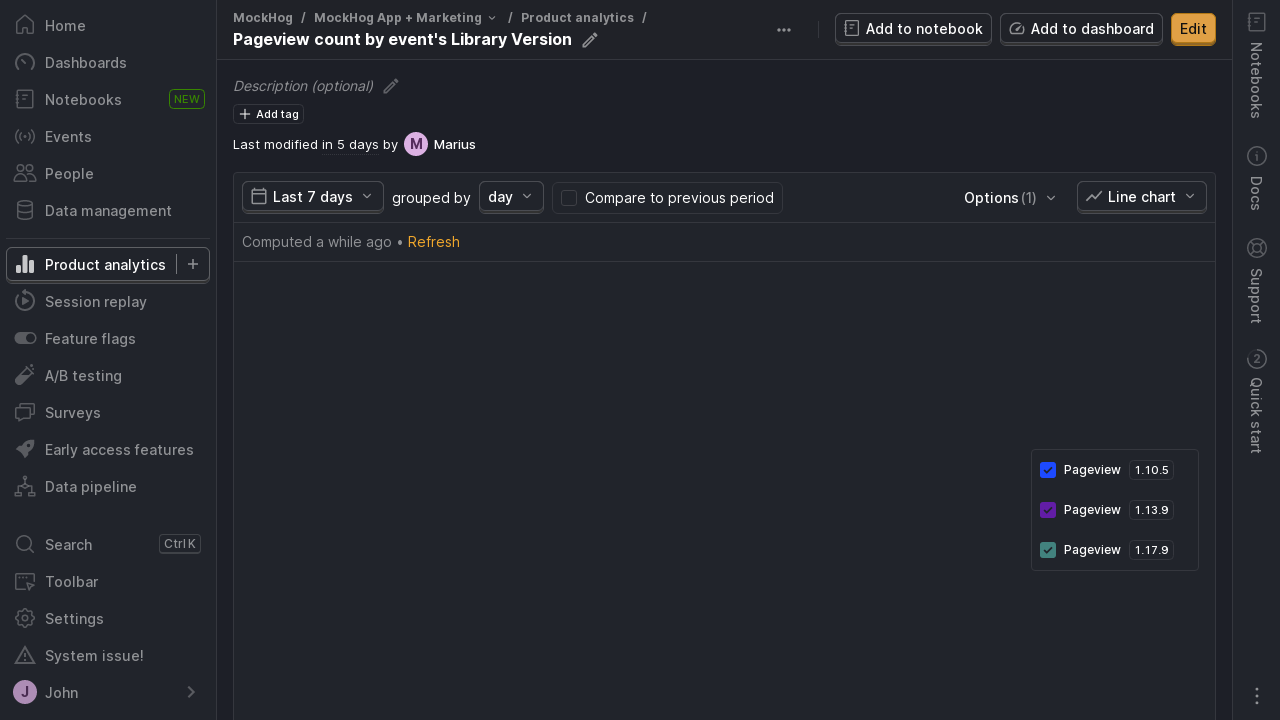 Home
Dashboards
Notebooks NEW
Events
People
Data management
Product analytics
Session replay
Feature flags
A/B testing
Surveys
Early access features
Data pipeline
Search Ctrl K
Toolbar
Settings
System issue!
J John
MockHog / MockHog App + Marketing / Product analytics /
Pageview count by event's Library Version
Add to notebook
Add to dashboard
Edit
Description (optional)
Add tag
Last modified in 5 days by M Marius
Last 7 days grouped by day Compare to previous period Options (1) Line chart
Computed a while ago • Refresh
Pageview 1.10.5
Pageview 1.13.9
Pageview 1.17.9
Notebooks
Docs
Support
2
Quick start